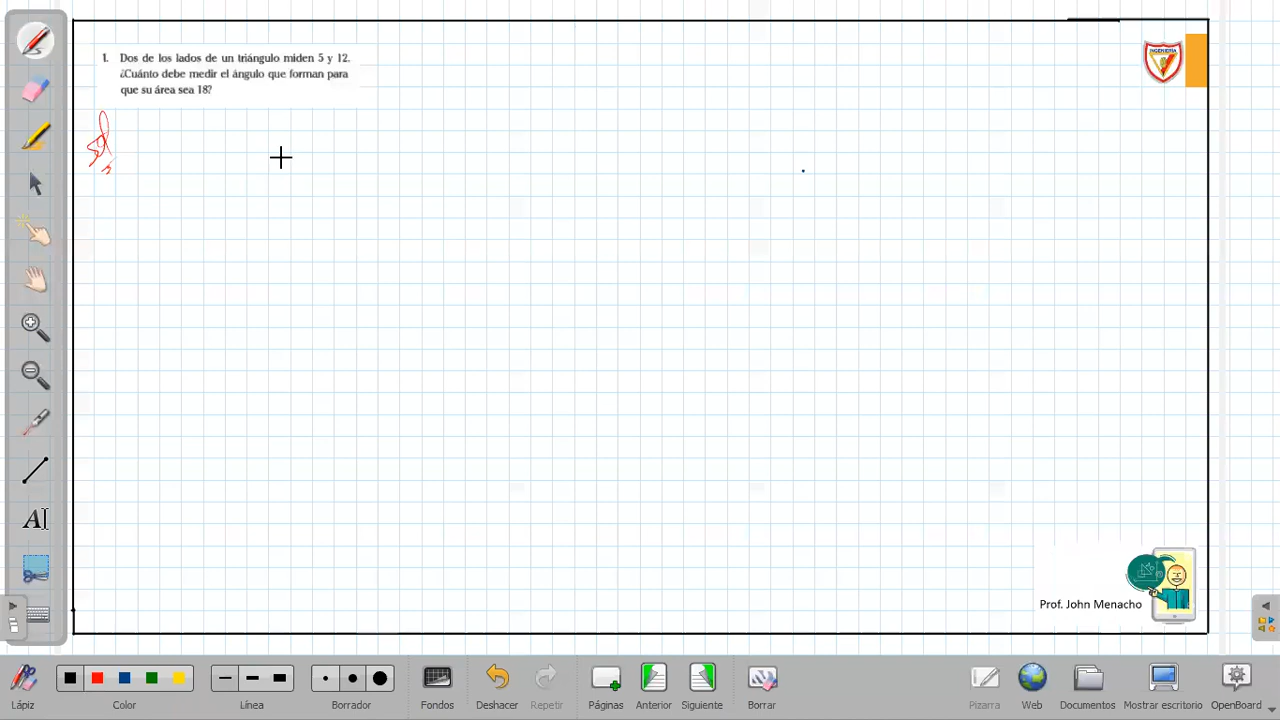 1. Dos de los lados de un triángulo miden 5 y 12.
¿Cuánto debe medir el ángulo que forman para
que su área sea 18?
INGENIERÍA
Prof. John Menacho
Lápiz
Color
Línea
Borrador
Fondos
Deshacer
Repetir
Páginas
Anterior
Siguiente
Borrar
Pizarra
Web
Documentos
Mostrar escritorio
OpenBoard